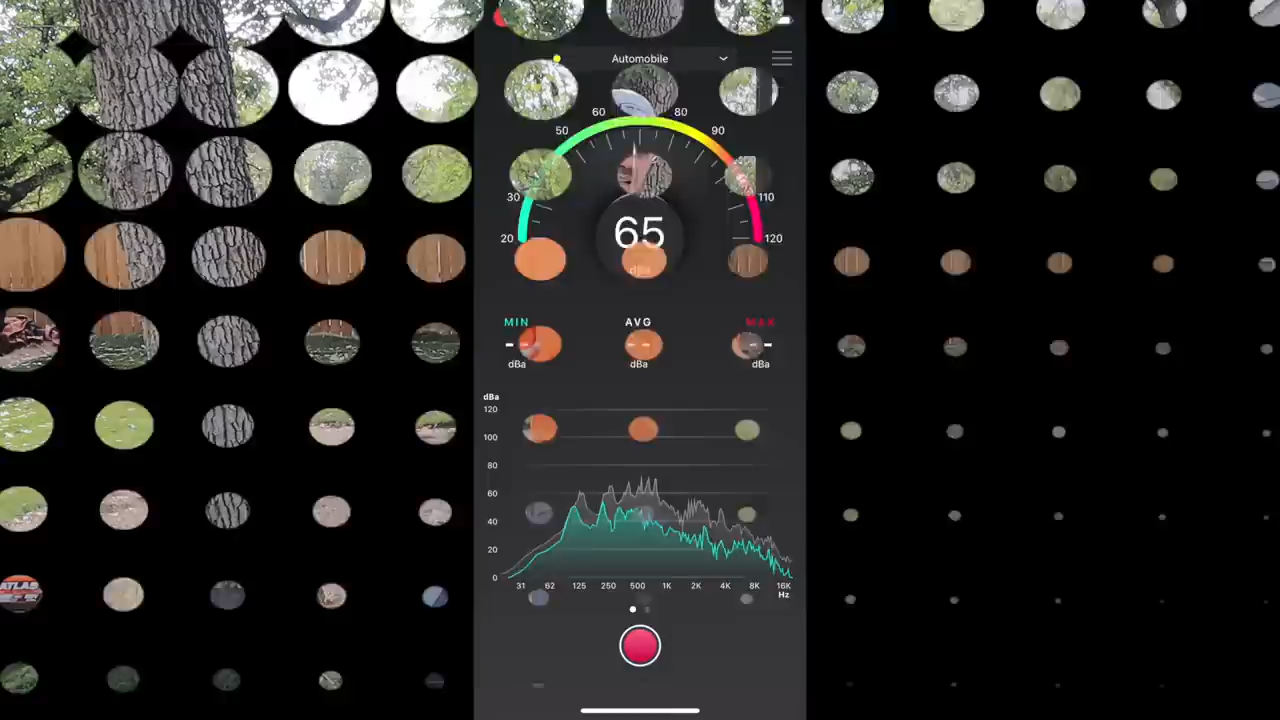 Automobile
60
80
50
90
30
110
20
65
120
dBa
MIN
AVG
MAX
- -
- -
- -
dBa
dBa
dBa
dBa
120
100
80
60
40
20
0
31
62
125
250
500
1K
2K
4K
8K
16K
Hz
ATLAS